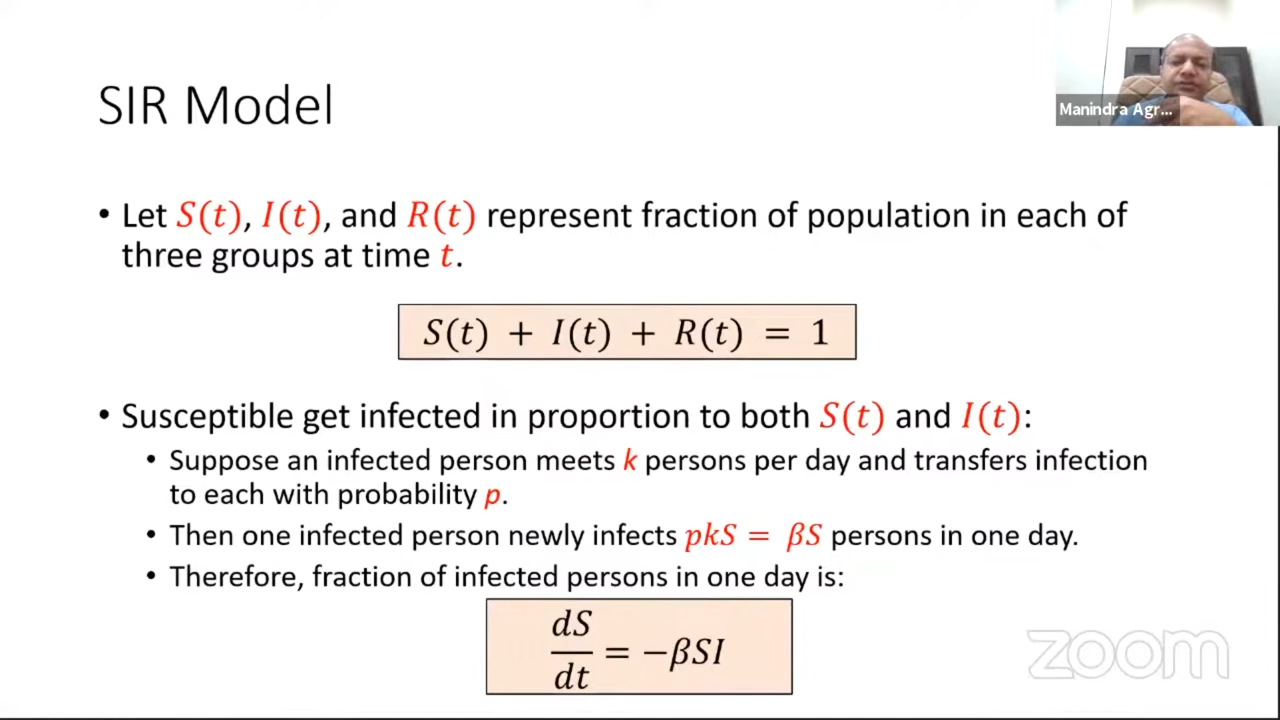 Manindra Agr...
SIR Model
• Let S(t), I(t), and R(t) represent fraction of population in each of
three groups at time t.
S(t) + I(t) + R(t) = 1
• Susceptible get infected in proportion to both S(t) and I(t):
• Suppose an infected person meets k persons per day and transfers infection
to each with probability p.
• Then one infected person newly infects pkS = βS persons in one day.
• Therefore, fraction of infected persons in one day is:
dS/dt = −βSI
zoom